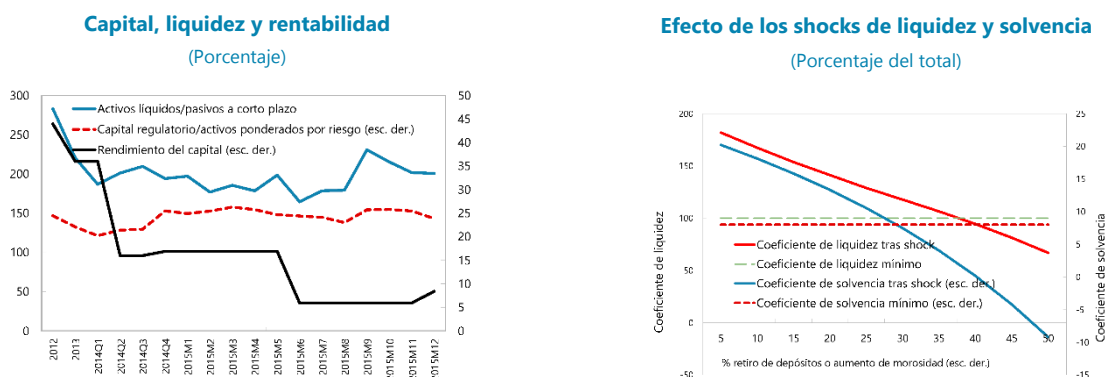 Capital, liquidez y rentabilidad
(Porcentaje)
300
250
200
150
100
50
0
50
45
40
35
30
25
20
15
10
5
0
Activos líquidos/pasivos a corto plazo
Capital regulatorio/activos ponderados por riesgo (esc. der.)
Rendimiento del capital (esc. der.)
2012
2013
2014Q1
2014Q2
2014Q3
2014Q4
2015M1
2015M2
2015M3
2015M4
2015M5
2015M6
2015M7
2015M8
2015M9
2015M10
2015M11
2015M12
Efecto de los shocks de liquidez y solvencia
(Porcentaje del total)
Coeficiente de liquidez
200
150
100
50
0
-50
25
20
15
10
5
0
-5
-10
-15
Coeficiente de solvencia
Coeficiente de liquidez tras shock
Coeficiente de liquidez mínimo
Coeficiente de solvencia tras shock (esc. der.)
Coeficiente de solvencia mínimo (esc. der.)
5 10 15 20 25 30 35 40 45 50
% retiro de depósitos o aumento de morosidad (esc. der.)